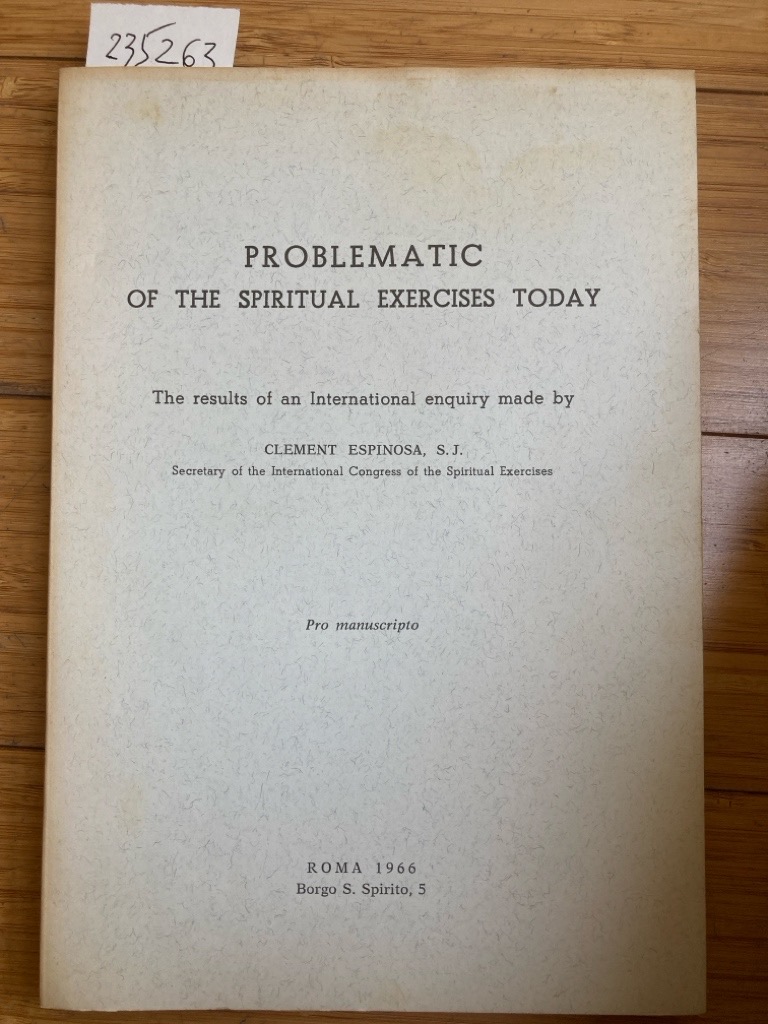 235263
PROBLEMATIC
OF THE SPIRITUAL EXERCISES TODAY
The results of an International enquiry made by
CLEMENT ESPINOSA, S. J.
Secretary of the International Congress of the Spiritual Exercises
Pro manuscripto
ROMA 1966
Borgo S. Spirito, 5